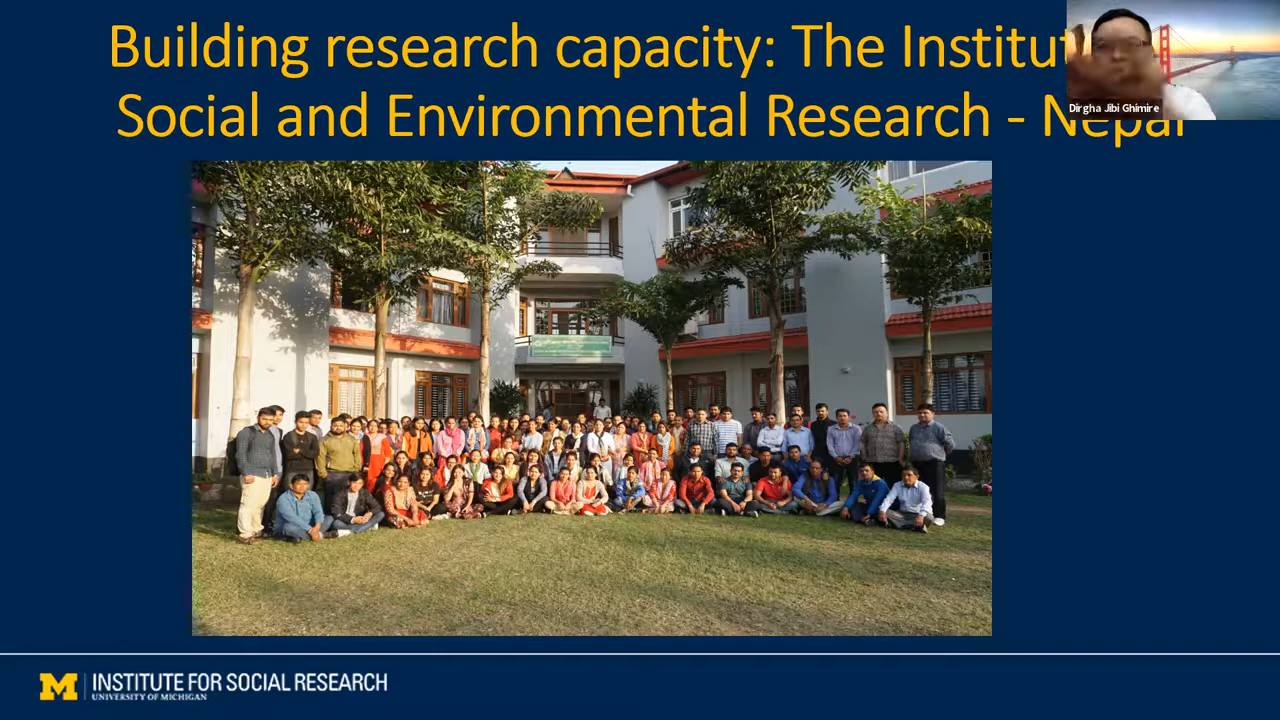 Building research capacity: The Institut
Social and Environmental Research - Nepal
Dirgha Jibi Ghimire
M INSTITUTE FOR SOCIAL RESEARCH
UNIVERSITY OF MICHIGAN